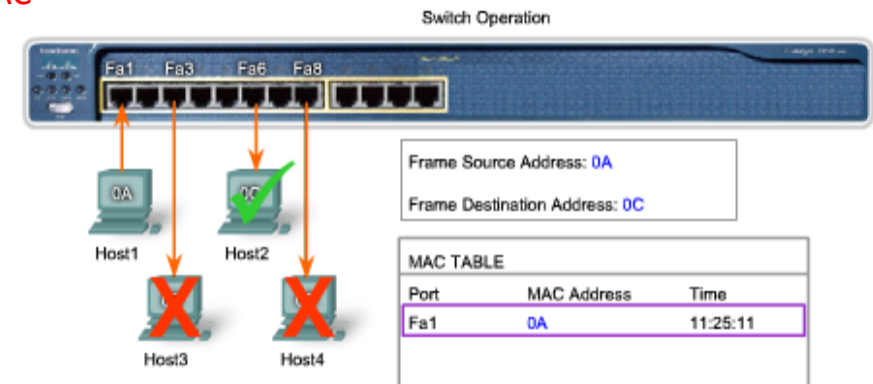 Switch Operation
Fa1 Fa3 Fa6 Fa8
Frame Source Address: 0A
Frame Destination Address: 0C
0A
Host1 Host2
Host3 Host4
MAC TABLE
Port MAC Address Time
Fa1 0A 11:25:11